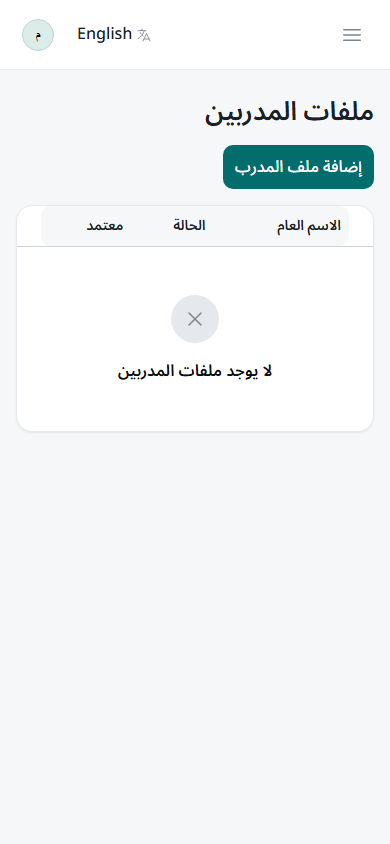 م
English
ملفات المدربين
إضافة ملف المدرب
الاسم العام الحالة معتمد
لا يوجد ملفات المدربين